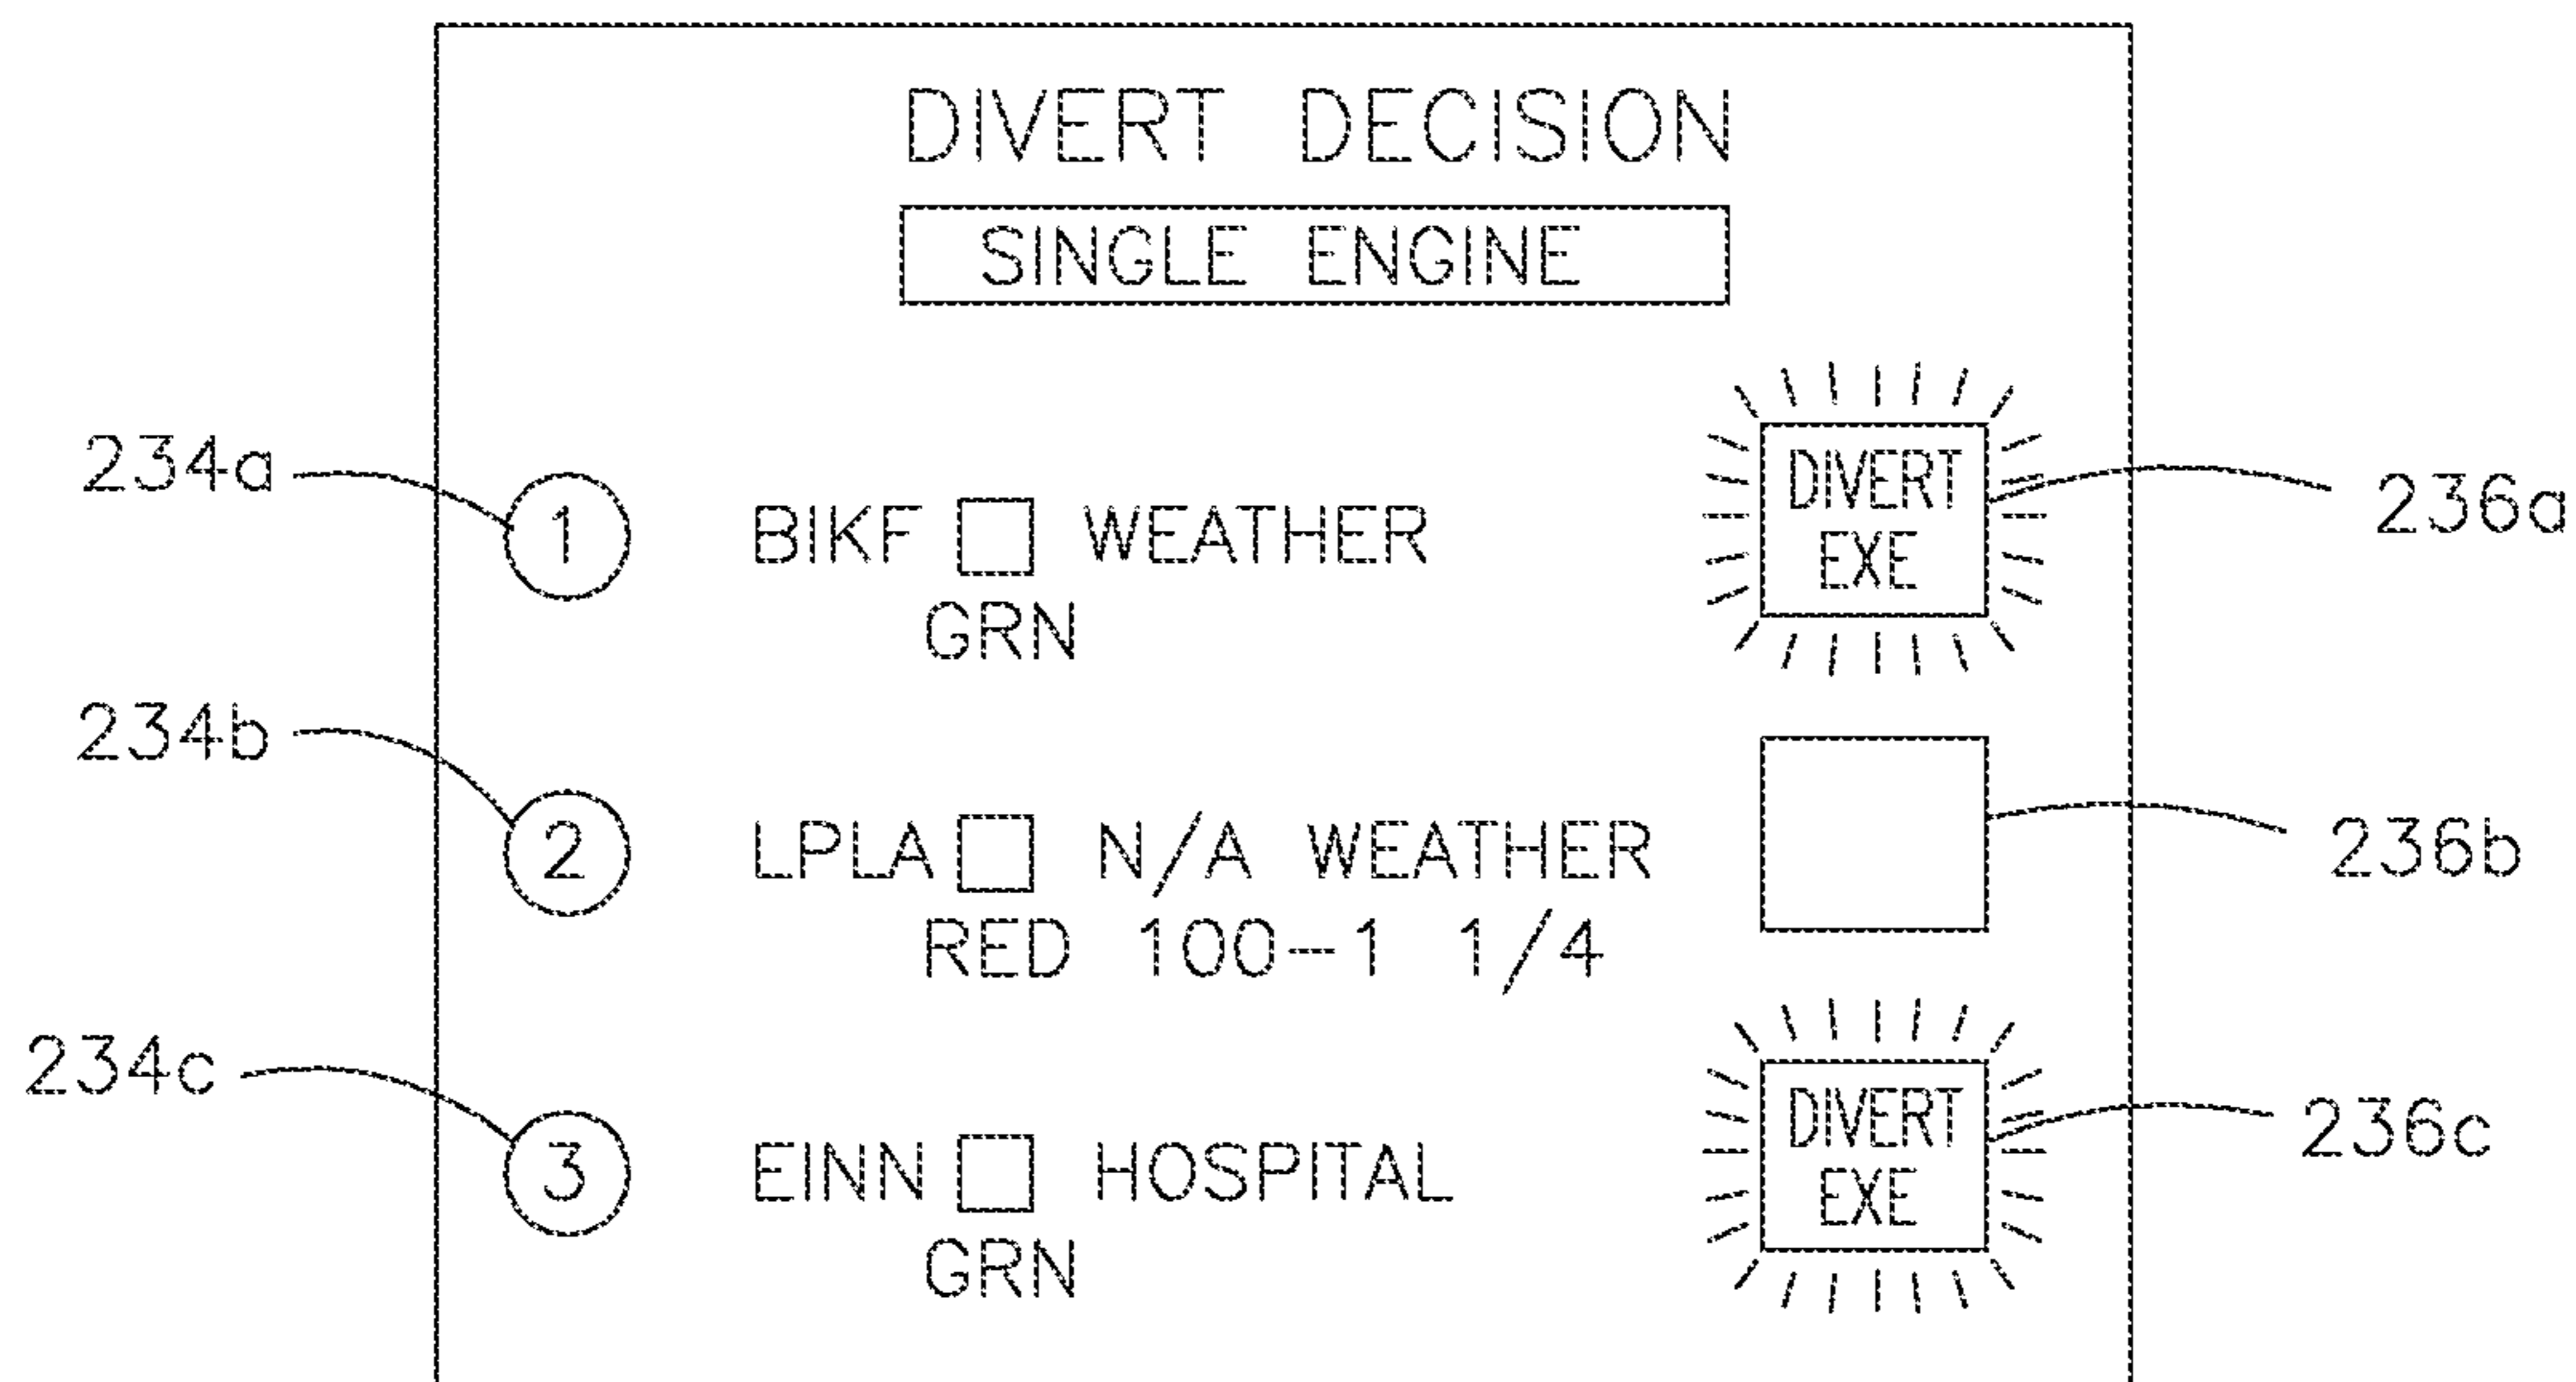 DIVERT DECISION
SINGLE ENGINE
234a
1 BIKF WEATHER
GRN
DIVERT
EXE
236a
234b
2 LPLA N/A WEATHER
RED 100-1 1/4
236b
234c
3 EINN HOSPITAL
GRN
DIVERT
EXE
236c